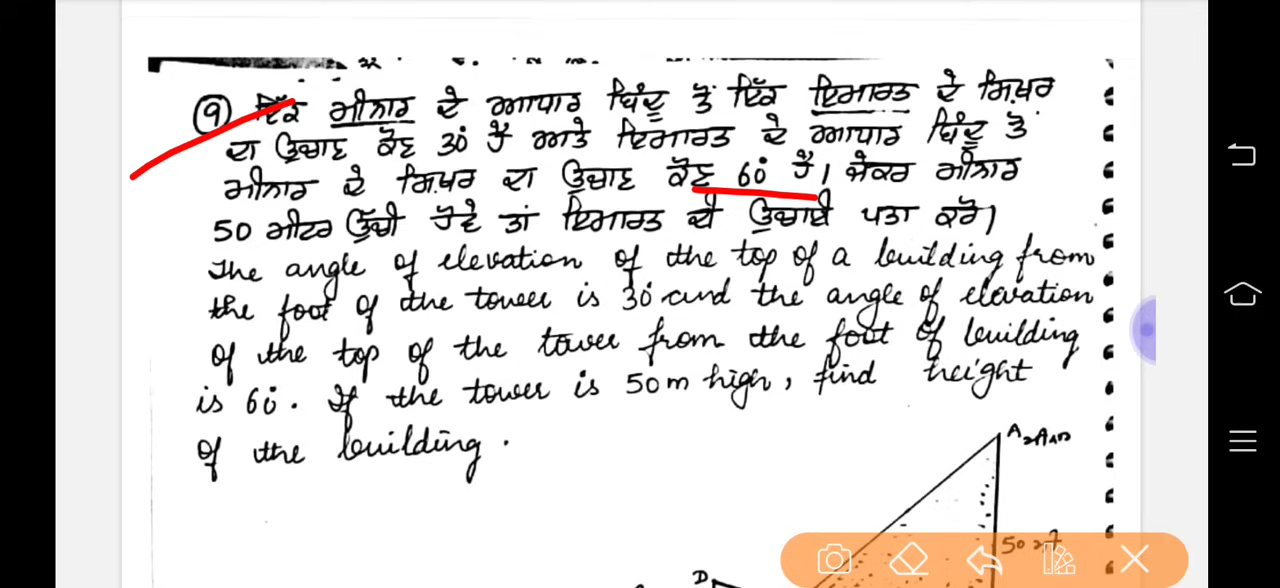 9 ਇੱਕ ਮੀਨਾਰ ਦੇ ਆਧਾਰ ਬਿੰਦੂ ਤੋਂ ਇੱਕ ਇਮਾਰਤ ਦੇ ਸਿਖ਼ਰ
ਦਾ ਉਚਾਣ ਕੋਣ 30° ਹੈ ਅਤੇ ਇਮਾਰਤ ਦੇ ਆਧਾਰ ਬਿੰਦੂ ਤੋਂ
ਮੀਨਾਰ ਦੇ ਸਿਖ਼ਰ ਦਾ ਉਚਾਣ ਕੋਣ 60° ਹੈ। ਜੇਕਰ ਮੀਨਾਰ
50 ਮੀਟਰ ਉੱਚੀ ਹੋਵੇ ਤਾਂ ਇਮਾਰਤ ਦੀ ਉਚਾਈ ਪਤਾ ਕਰੋ।
The angle of elevation of the top of a building from
the foot of the tower is 30° and the angle of elevation
of the top of the tower from the foot of building
is 60°. If the tower is 50 m high, find height
of the building.
A
50
D